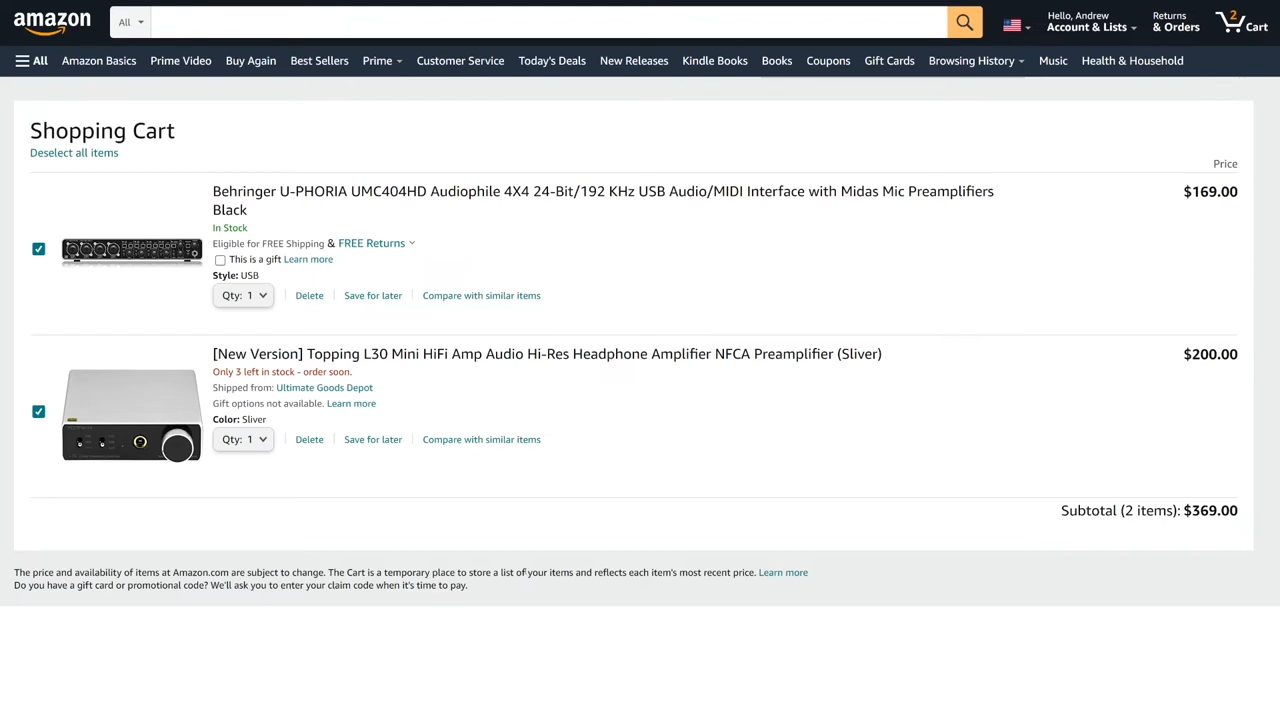 amazon
All
Hello, Andrew
Account & Lists
Returns
& Orders
2
Cart
All
Amazon Basics
Prime Video
Buy Again
Best Sellers
Prime
Customer Service
Today's Deals
New Releases
Kindle Books
Books
Coupons
Gift Cards
Browsing History
Music
Health & Household
Shopping Cart
Deselect all items
Price
Behringer U-PHORIA UMC404HD Audiophile 4X4 24-Bit/192 KHz USB Audio/MIDI Interface with Midas Mic Preamplifiers
Black
$169.00
In Stock
Eligible for FREE Shipping & FREE Returns
This is a gift Learn more
Style: USB
Qty: 1
Delete
Save for later
Compare with similar items
[New Version] Topping L30 Mini HiFi Amp Audio Hi-Res Headphone Amplifier NFCA Preamplifier (Sliver)
$200.00
Only 3 left in stock - order soon.
Shipped from: Ultimate Goods Depot
Gift options not available. Learn more
Color: Sliver
Qty: 1
Delete
Save for later
Compare with similar items
Subtotal (2 items): $369.00
The price and availability of items at Amazon.com are subject to change. The Cart is a temporary place to store a list of your items and reflects each item's most recent price. Learn more
Do you have a gift card or promotional code? We'll ask you to enter your claim code when it's time to pay.